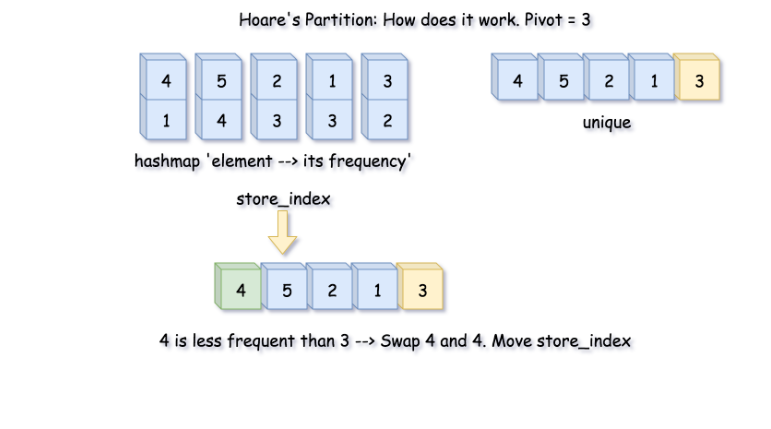 Hoare's Partition: How does it work. Pivot = 3
4 5 2 1 3
1 4 3 3 2
hashmap 'element --> its frequency'
4 5 2 1 3
unique
store_index
4 5 2 1 3
4 is less frequent than 3 --> Swap 4 and 4. Move store_index